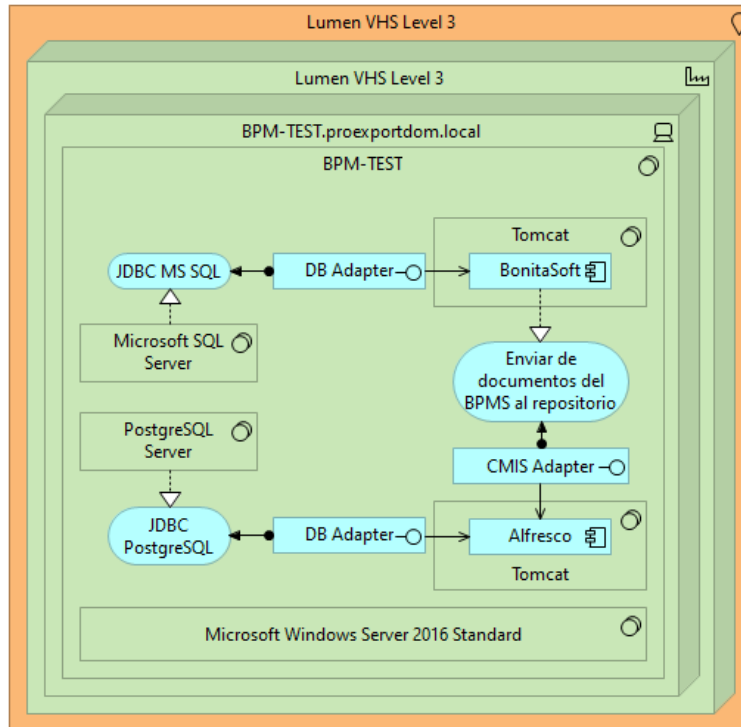 Lumen VHS Level 3
Lumen VHS Level 3
BPM-TEST.proexportdom.local
BPM-TEST
Tomcat
JDBC MS SQL
DB Adapter
BonitaSoft
Microsoft SQL
Server
Enviar de
documentos del
BPMS al repositorio
PostgreSQL
Server
CMIS Adapter
JDBC
PostgreSQL
DB Adapter
Alfresco
Tomcat
Microsoft Windows Server 2016 Standard